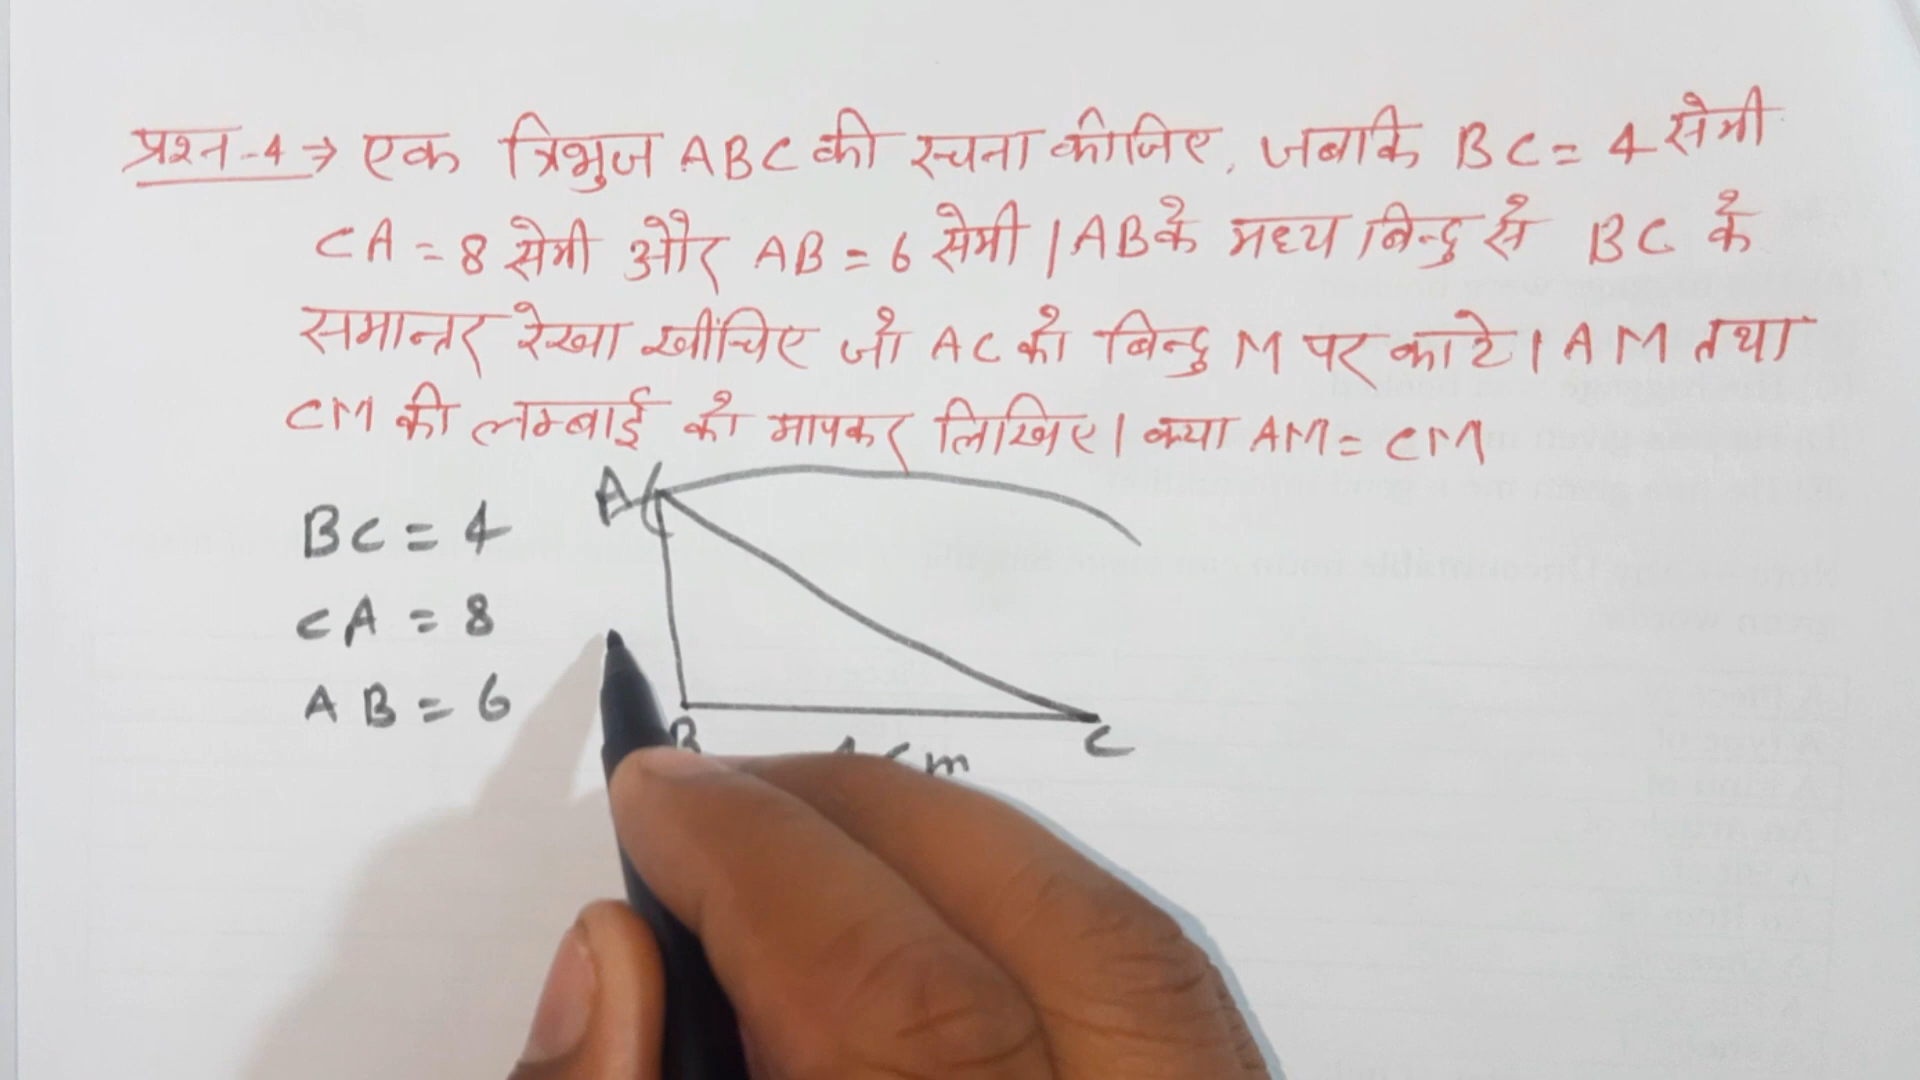 प्रश्न-4→ एक त्रिभुज ABC की रचना कीजिए, जबकि BC = 4 सेमी
CA = 8 सेमी और AB = 6 सेमी | AB के मध्य बिन्दु से BC के
समान्तर रेखा खींचिए जो AC को बिन्दु M पर काटे। AM तथा
CM की लम्बाई को मापकर लिखिए। क्या AM = CM
BC = 4
CA = 8
AB = 6
A
B
C
cm